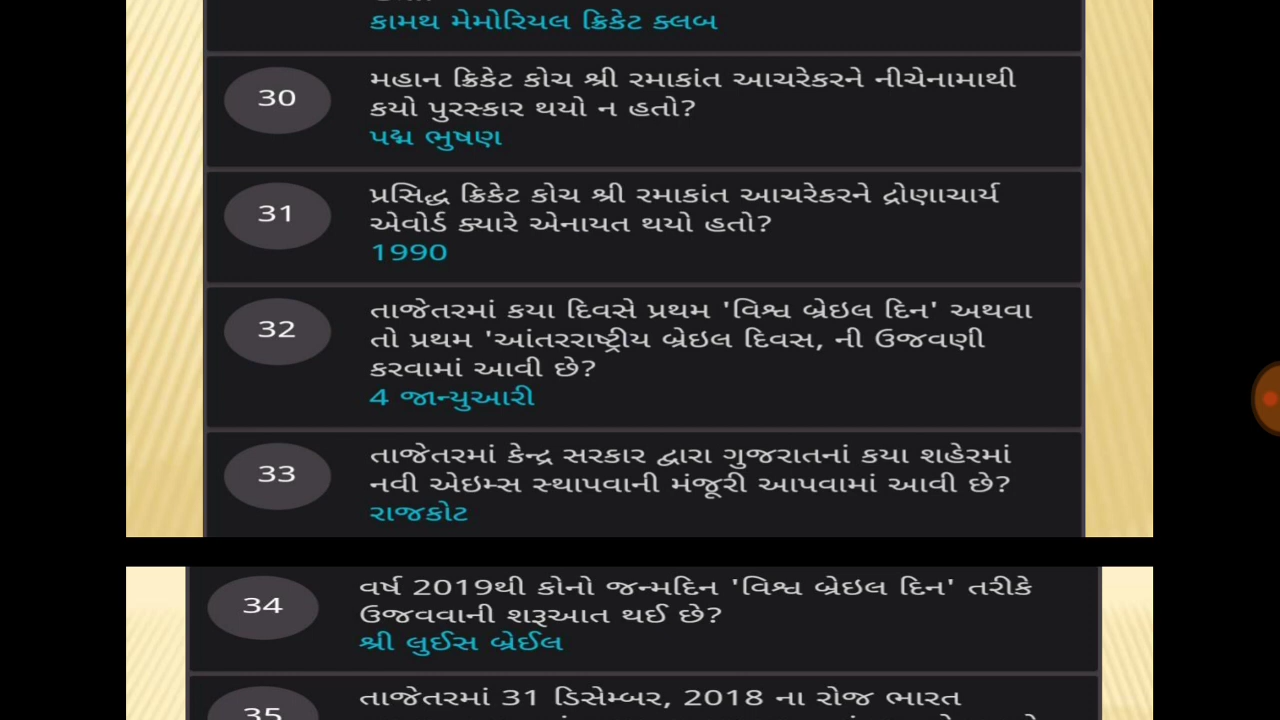 કામથ મેમોરિયલ ક્રિકેટ ક્લબ
30
મહાન ક્રિકેટ કોચ શ્રી રમાકાંત આચરેકરને નીચેનામાથી
કયો પુરસ્કાર થયો ન હતો?
પદ્મ ભુષણ
31
પ્રસિદ્ધ ક્રિકેટ કોચ શ્રી રમાકાંત આચરેકરને દ્રોણાચાર્ય
એવોર્ડ ક્યારે એનાયત થયો હતો?
1990
32
તાજેતરમાં કયા દિવસે પ્રથમ 'વિશ્વ બ્રેઇલ દિન' અથવા
તો પ્રથમ 'આંતરરાષ્ટ્રીય બ્રેઇલ દિવસ, ની ઉજવણી
કરવામાં આવી છે?
4 જાન્યુઆરી
33
તાજેતરમાં કેન્દ્ર સરકાર દ્વારા ગુજરાતનાં કયા શહેરમાં
નવી એઇમ્સ સ્થાપવાની મંજૂરી આપવામાં આવી છે?
રાજકોટ
34
વર્ષ 2019થી કોનો જન્મદિન 'વિશ્વ બ્રેઇલ દિન' તરીકે
ઉજવવાની શરૂઆત થઈ છે?
શ્રી લુઈસ બ્રેઈલ
35
તાજેતરમાં 31 ડિસેમ્બર, 2018 ના રોજ ભારત